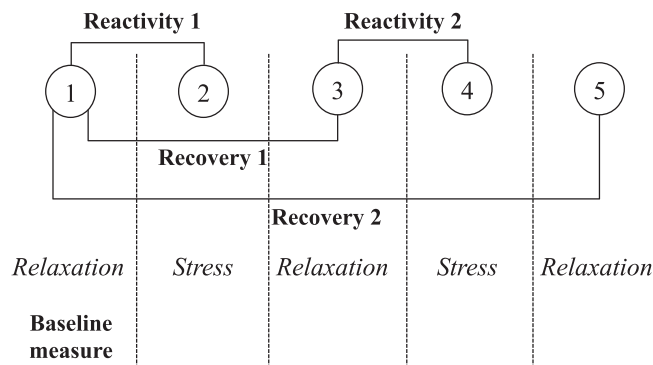 Reactivity 1
Reactivity 2
1
2
3
4
5
Recovery 1
Recovery 2
Relaxation
Stress
Relaxation
Stress
Relaxation
Baseline
measure